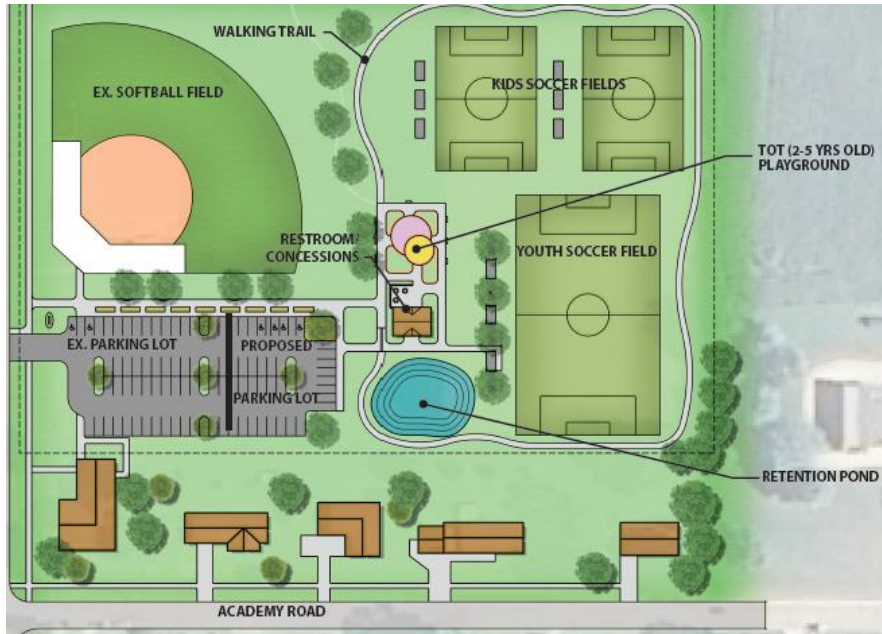 WALKING TRAIL
EX. SOFTBALL FIELD
KIDS SOCCER FIELDS
TOT (2-5 YRS OLD)
PLAYGROUND
RESTROOM/
CONCESSIONS
YOUTH SOCCER FIELD
EX. PARKING LOT
PROPOSED
PARKING LOT
RETENTION POND
ACADEMY ROAD